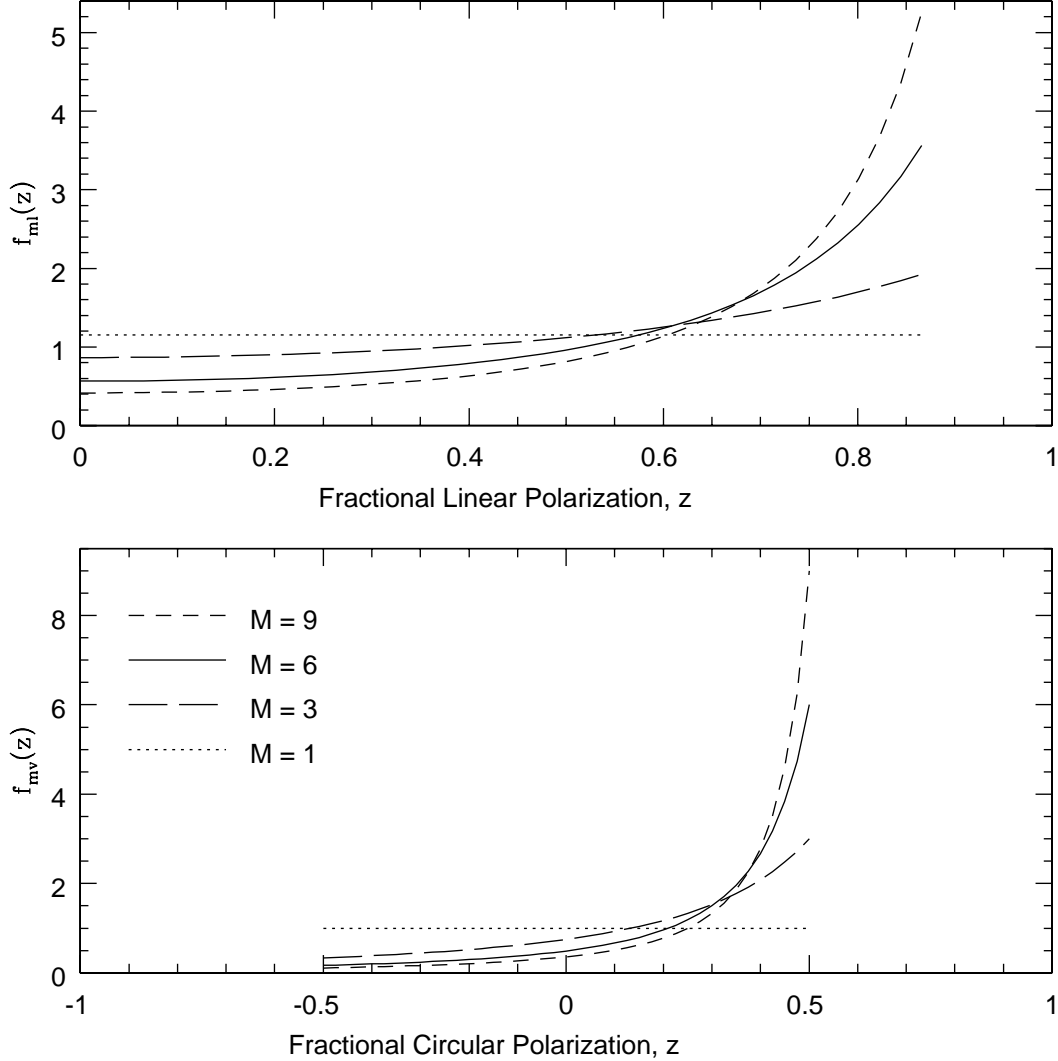 5
4
3
2
1
0
f_ml(z)
0
0.2
0.4
0.6
0.8
1
Fractional Linear Polarization, z
8
6
4
2
0
f_mv(z)
M = 9
M = 6
M = 3
M = 1
-1
-0.5
0
0.5
1
Fractional Circular Polarization, z